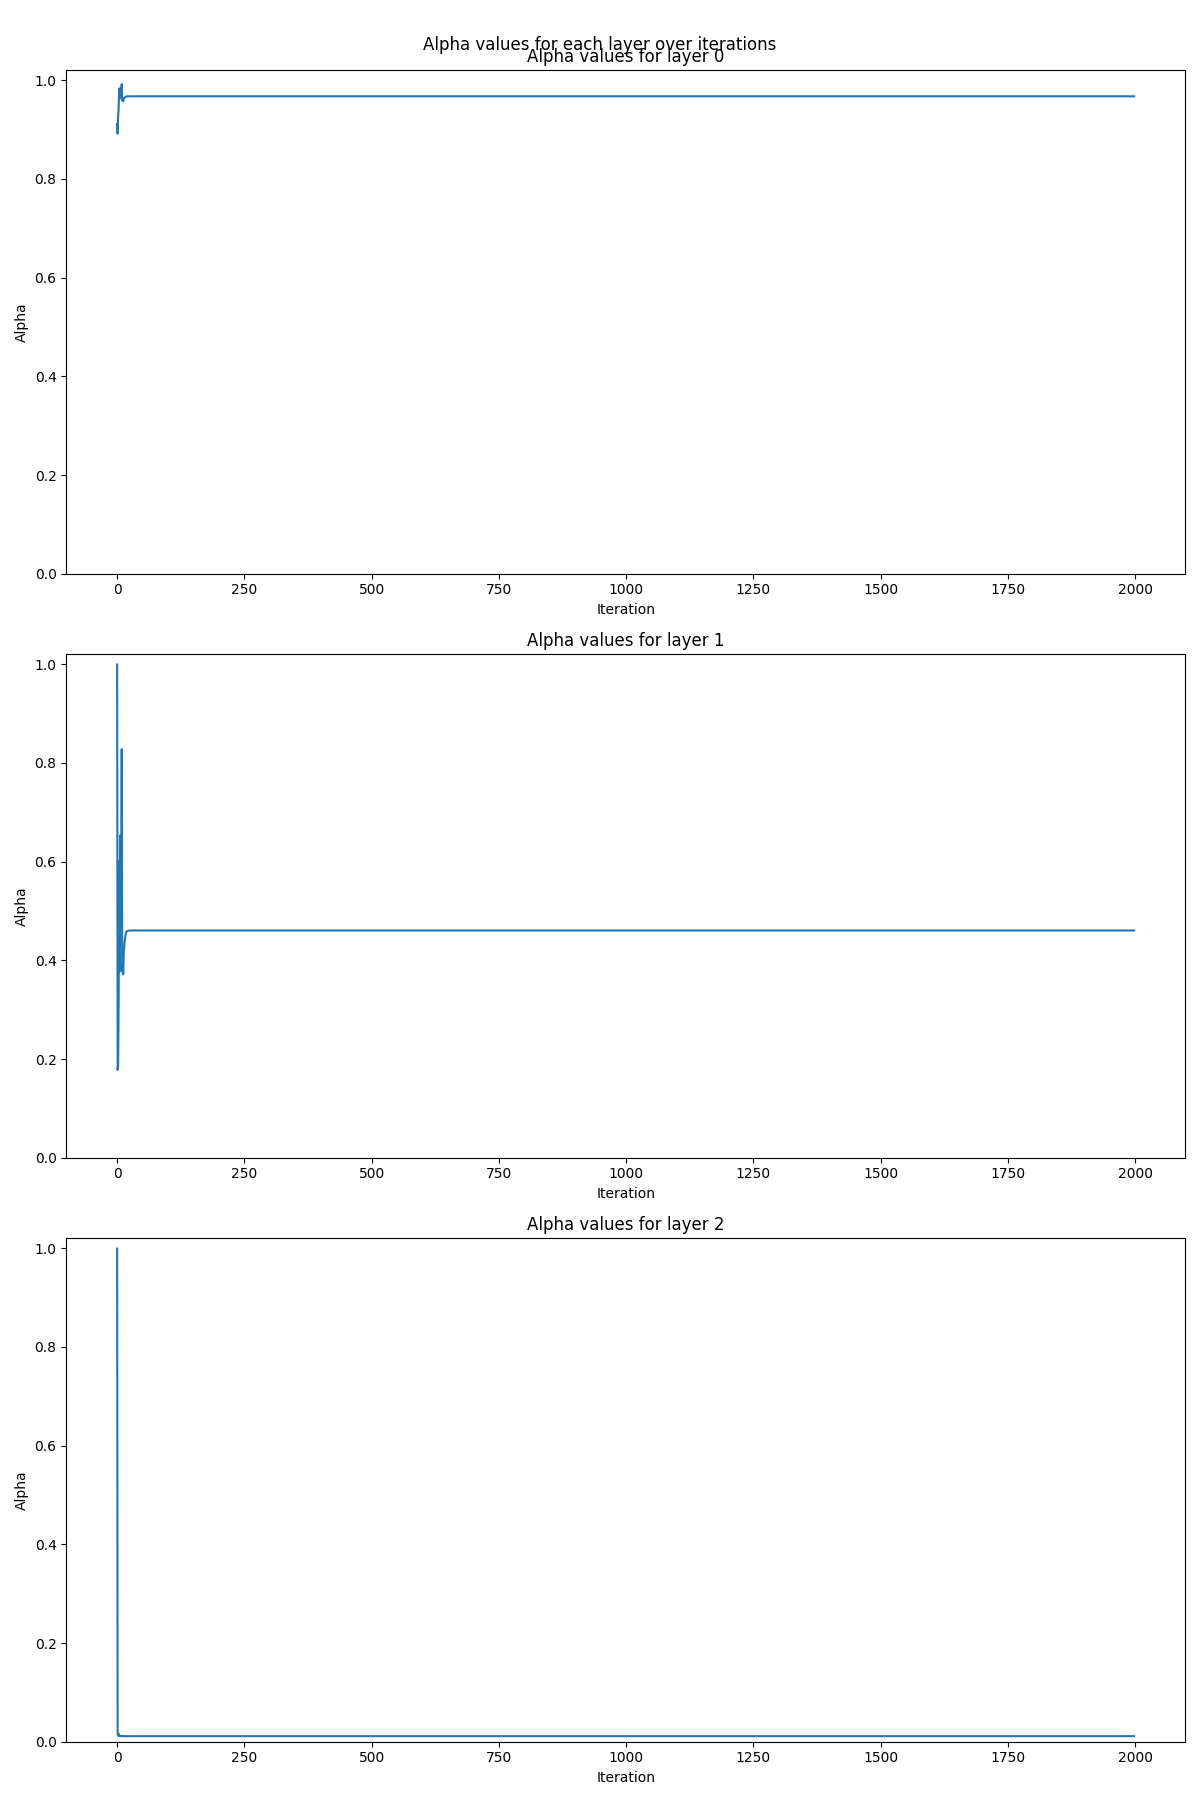 Alpha values for each layer over iterations
Alpha values for layer 0
1.0
0.8
0.6
0.4
0.2
0.0
Alpha
0 250 500 750 1000 1250 1500 1750 2000
Iteration
Alpha values for layer 1
1.0
0.8
0.6
0.4
0.2
0.0
Alpha
0 250 500 750 1000 1250 1500 1750 2000
Iteration
Alpha values for layer 2
1.0
0.8
0.6
0.4
0.2
0.0
Alpha
0 250 500 750 1000 1250 1500 1750 2000
Iteration